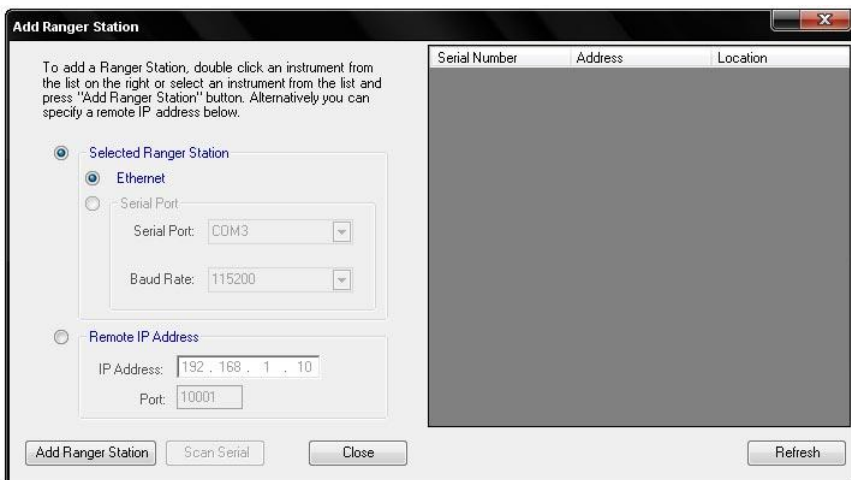 Add Ranger Station
To add a Ranger Station, double click an instrument from
the list on the right or select an instrument from the list and
press "Add Ranger Station" button. Alternatively you can
specify a remote IP address below.
Selected Ranger Station
Ethernet
Serial Port
Serial Port: COM3
Baud Rate: 115200
Remote IP Address
IP Address: 192 . 168 . 1 . 10
Port: 10001
Add Ranger Station Scan Serial Close
Serial Number Address Location
Refresh